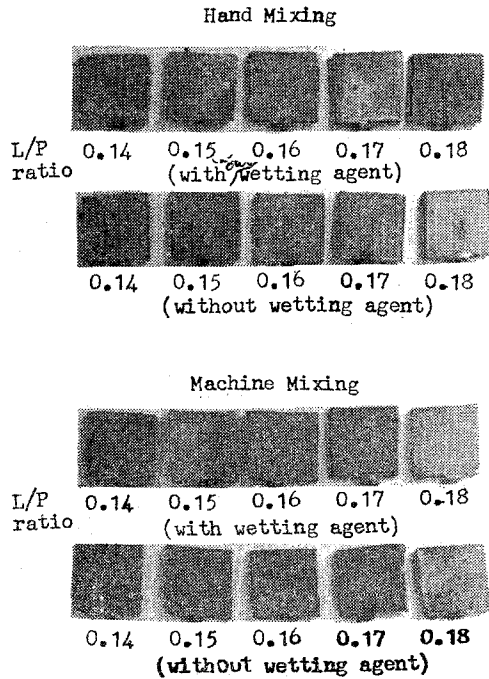 Hand Mixing
L/P ratio 0.14 0.15 0.16 0.17 0.18
(with wetting agent)
0.14 0.15 0.16 0.17 0.18
(without wetting agent)
Machine Mixing
L/P ratio 0.14 0.15 0.16 0.17 0.18
(with wetting agent)
0.14 0.15 0.16 0.17 0.18
(without wetting agent)